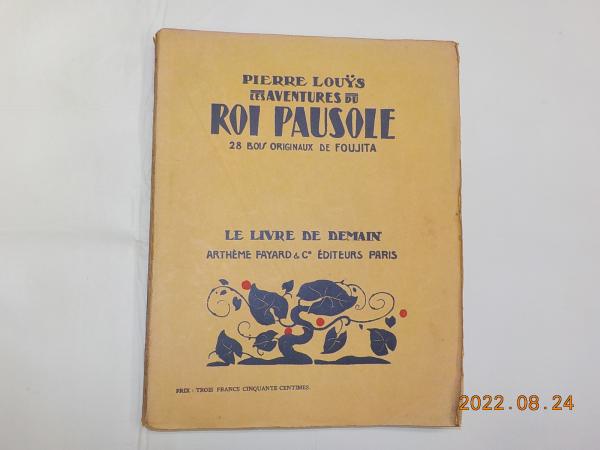 PIERRE LOUŸS
LES AVENTURES DU
ROI PAUSOLE
28 BOIS ORIGINAUX DE FOUJITA
LE LIVRE DE DEMAIN
ARTHÈME FAYARD & Cᵉ ÉDITEURS PARIS
PRIX : TROIS FRANCS CINQUANTE CENTIMES.
2022.08.24